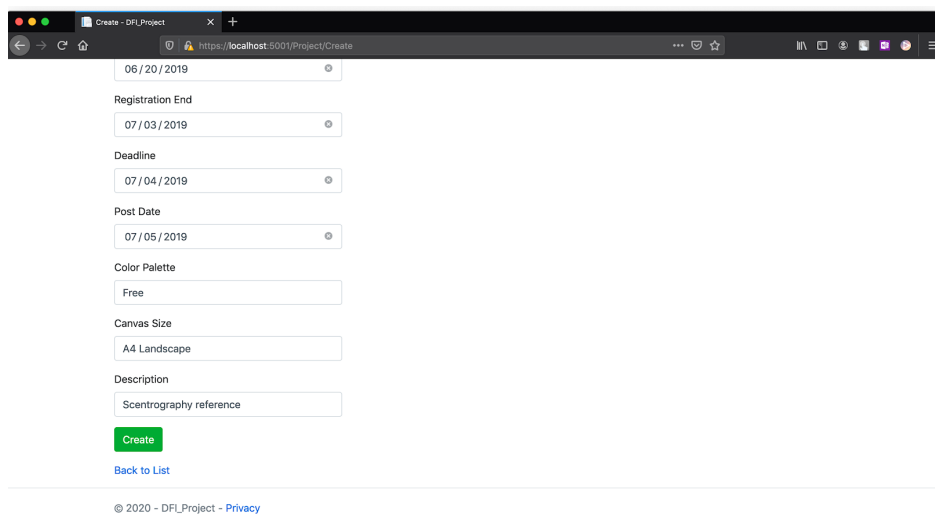 Create - DFI_Project
https://localhost:5001/Project/Create
06/20/2019
Registration End
07/03/2019
Deadline
07/04/2019
Post Date
07/05/2019
Color Palette
Free
Canvas Size
A4 Landscape
Description
Scentrography reference
Create
Back to List
© 2020 - DFI_Project - Privacy